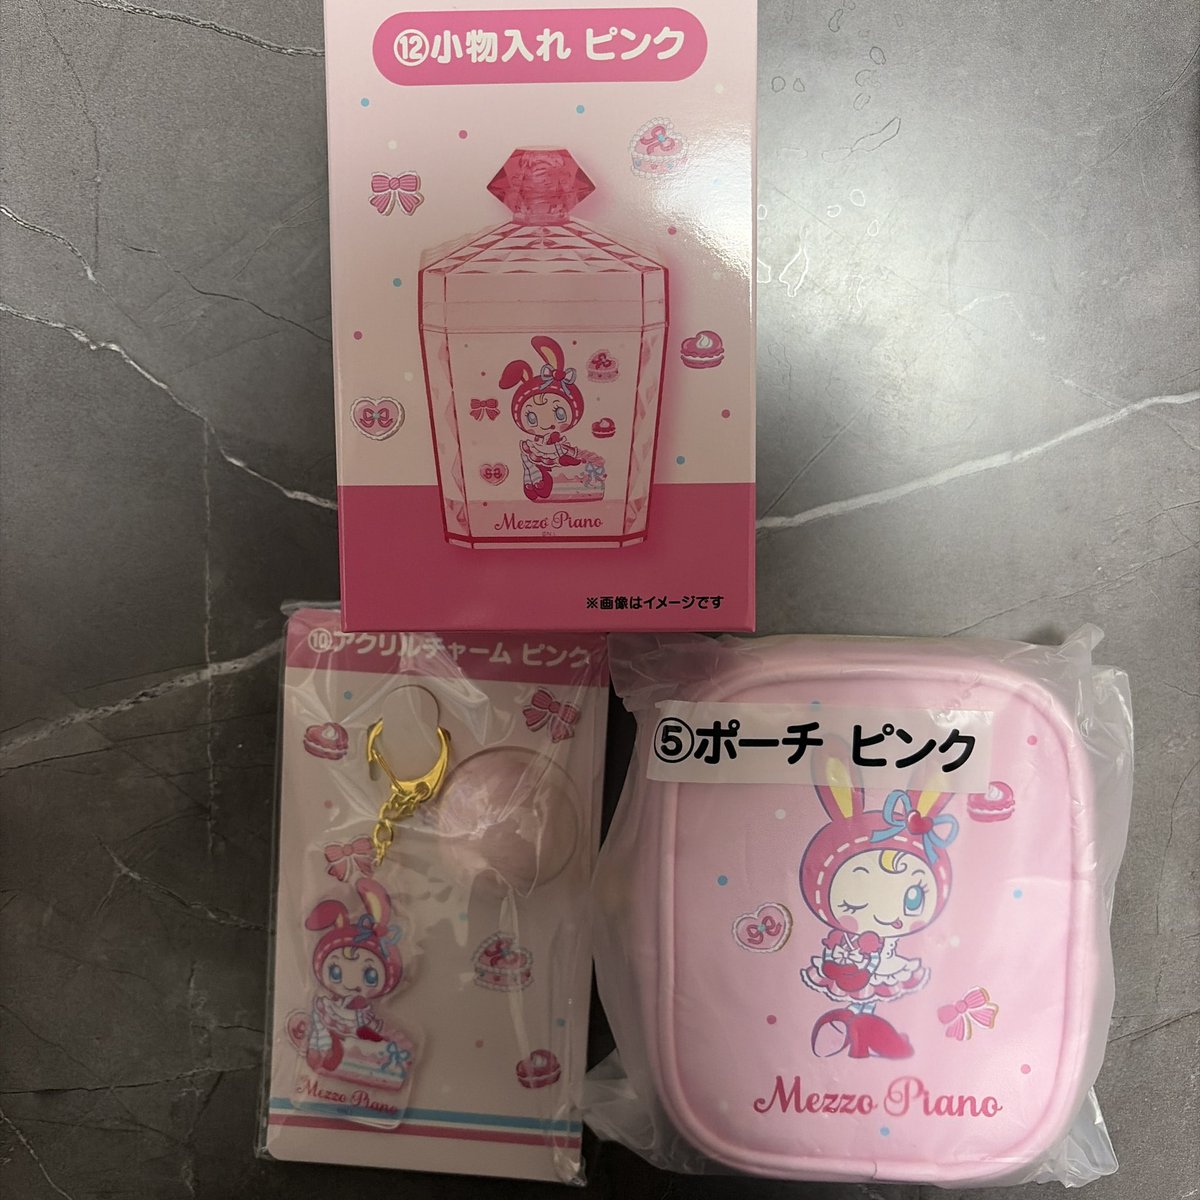 ⑫小物入れ ピンク
Mezzo Piano
※画像はイメージです
⑩アクリルチャーム ピンク
Mezzo Piano
⑤ポーチ ピンク
Mezzo Piano